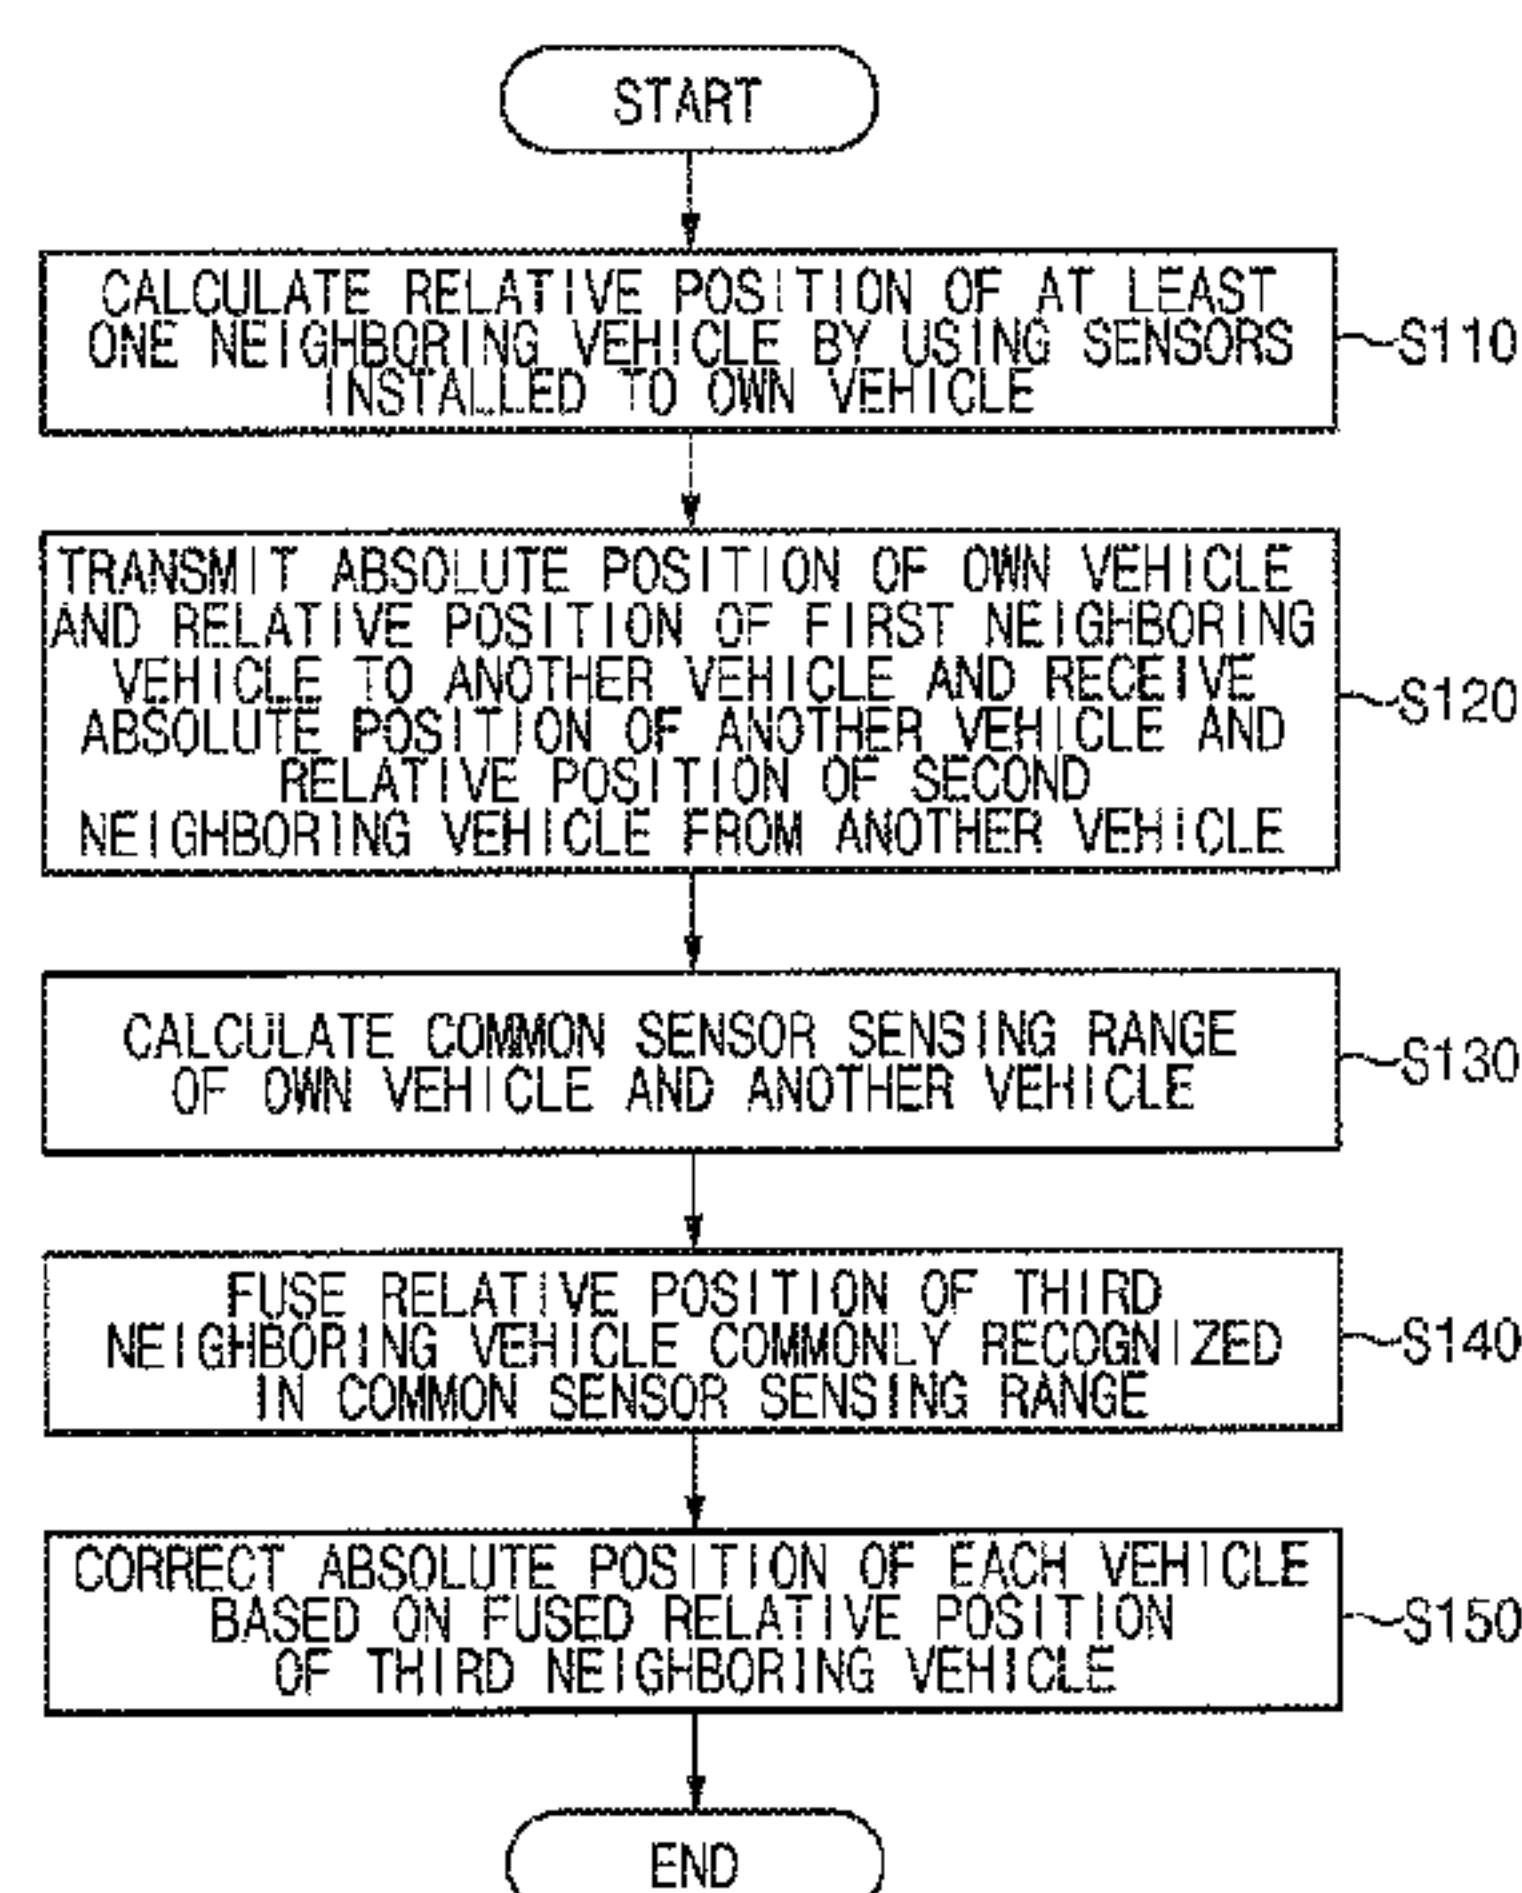 START
CALCULATE RELATIVE POSITION OF AT LEAST
ONE NEIGHBORING VEHICLE BY USING SENSORS
INSTALLED TO OWN VEHICLE
S110
TRANSMIT ABSOLUTE POSITION OF OWN VEHICLE
AND RELATIVE POSITION OF FIRST NEIGHBORING
VEHICLE TO ANOTHER VEHICLE AND RECEIVE
ABSOLUTE POSITION OF ANOTHER VEHICLE AND
RELATIVE POSITION OF SECOND
NEIGHBORING VEHICLE FROM ANOTHER VEHICLE
S120
CALCULATE COMMON SENSOR SENSING RANGE
OF OWN VEHICLE AND ANOTHER VEHICLE
S130
FUSE RELATIVE POSITION OF THIRD
NEIGHBORING VEHICLE COMMONLY RECOGNIZED
IN COMMON SENSOR SENSING RANGE
S140
CORRECT ABSOLUTE POSITION OF EACH VEHICLE
BASED ON FUSED RELATIVE POSITION
OF THIRD NEIGHBORING VEHICLE
S150
END